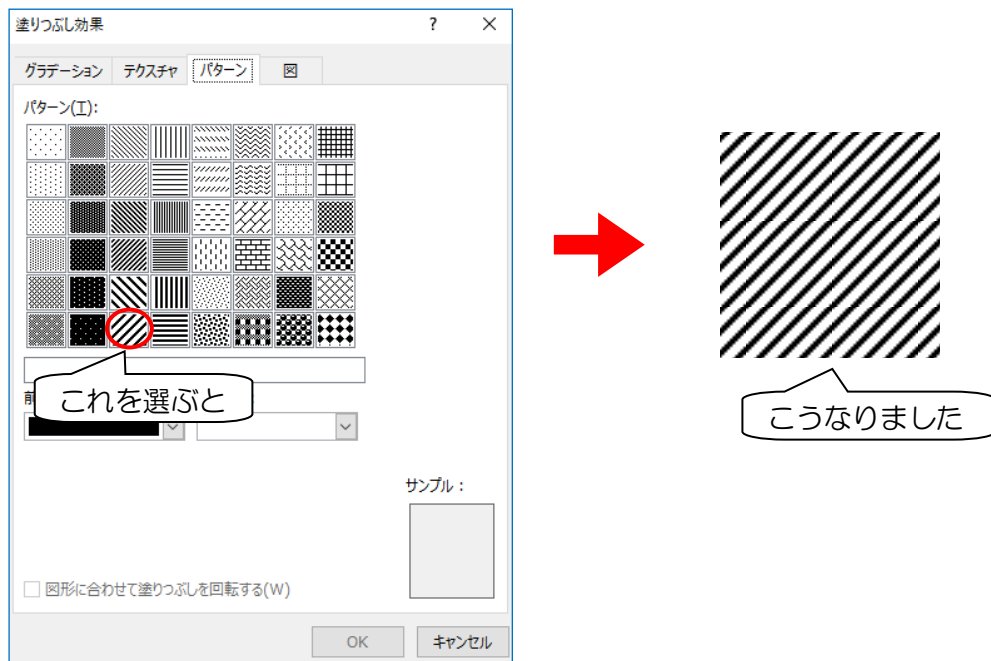 塗りつぶし効果 ? ×
グラデーション テクスチャ パターン 図
パターン(T):
これを選ぶと
前
サンプル：
図形に合わせて塗りつぶしを回転する(W)
OK キャンセル
こうなりました